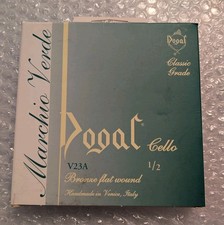 Marchio Verde
Dogal
Classic
Grade
Dogal
Cello
V23A
1/2
Bronze flat wound
Handmade in Venice, Italy